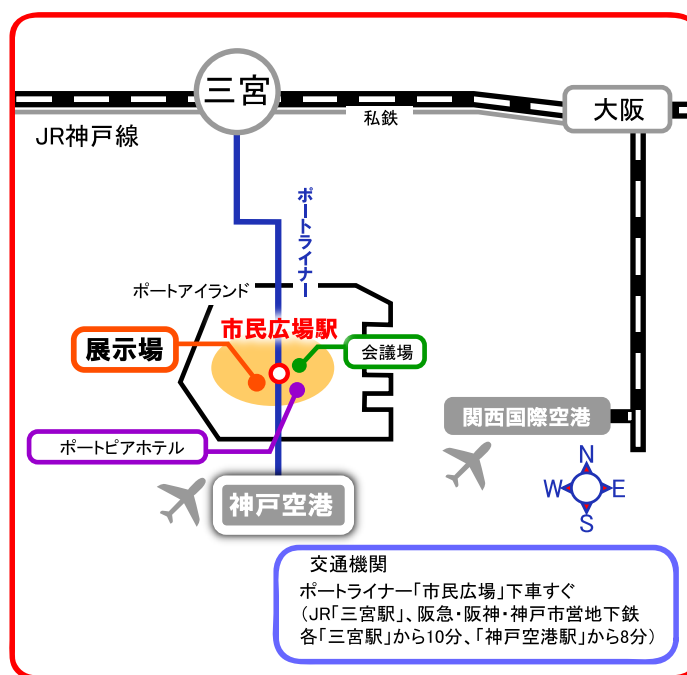 三宮
大阪
JR神戸線
私鉄
ポートライナー
ポートアイランド
市民広場駅
展示場
会議場
ポートピアホテル
関西国際空港
神戸空港
N
W E
S
交通機関
ポートライナー「市民広場」下車すぐ
(JR「三宮駅」、阪急・阪神・神戸市営地下鉄
各「三宮駅」から10分、「神戸空港駅」から8分)